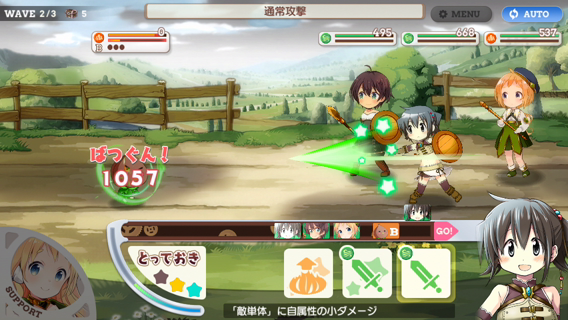 WAVE 2/3 5
通常攻撃
MENU
AUTO
0
B
495
668
537
ばつぐん!
1057
B
GO!
とっておき
SUPPORT
「敵単体」に自属性の小ダメージ